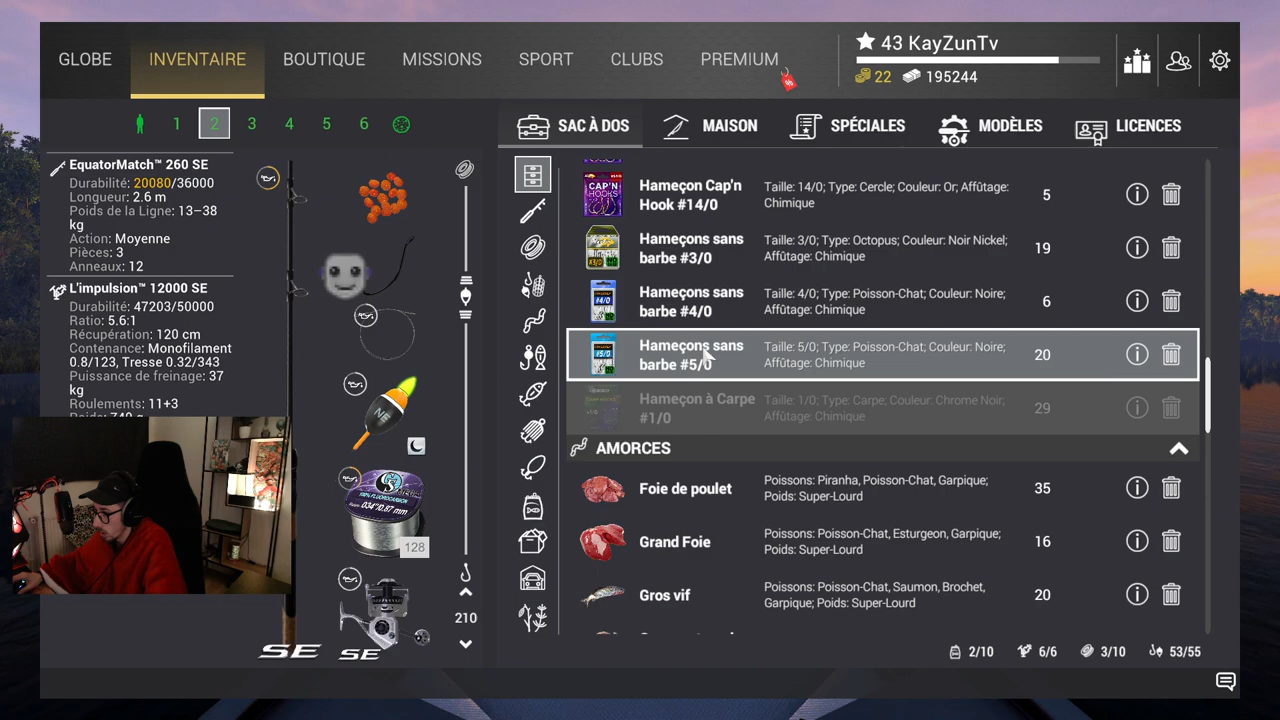 GLOBE
INVENTAIRE
BOUTIQUE
MISSIONS
SPORT
CLUBS
PREMIUM
%
43 KayZunTv
22
195244
1
2
3
4
5
6
SAC À DOS
MAISON
SPÉCIALES
MODÈLES
LICENCES
EquatorMatch™ 260 SE
Durabilité: 20080/36000
Longueur: 2.6 m
Poids de la Ligne: 13–38
kg
Action: Moyenne
Pièces: 3
Anneaux: 12
L'impulsion™ 12000 SE
Durabilité: 47203/50000
Ratio: 5.6:1
Récupération: 120 cm
Contenance: Monofilament
0.8/123, Tresse 0.32/343
Puissance de freinage: 37
kg
Roulements: 11+3
128
210
SE
SE
CAP'N
HOOKS
Hameçon Cap'n
Hook #14/0
Taille: 14/0; Type: Cercle; Couleur: Or; Affûtage:
Chimique
5
Hameçons sans
barbe #3/0
Taille: 3/0; Type: Octopus; Couleur: Noir Nickel;
Affûtage: Chimique
19
Hameçons sans
barbe #4/0
Taille: 4/0; Type: Poisson-Chat; Couleur: Noire;
Affûtage: Chimique
6
Hameçons sans
barbe #5/0
Taille: 5/0; Type: Poisson-Chat; Couleur: Noire;
Affûtage: Chimique
20
Hameçon à Carpe
#1/0
Taille: 1/0; Type: Carpe; Couleur: Chrome Noir;
Affûtage: Chimique
29
AMORCES
Foie de poulet
Poissons: Piranha, Poisson-Chat, Garpique;
Poids: Super-Lourd
35
Grand Foie
Poissons: Poisson-Chat, Esturgeon, Garpique;
Poids: Super-Lourd
16
Gros vif
Poissons: Poisson-Chat, Saumon, Brochet,
Garpique; Poids: Super-Lourd
20
2/10
6/6
3/10
53/55